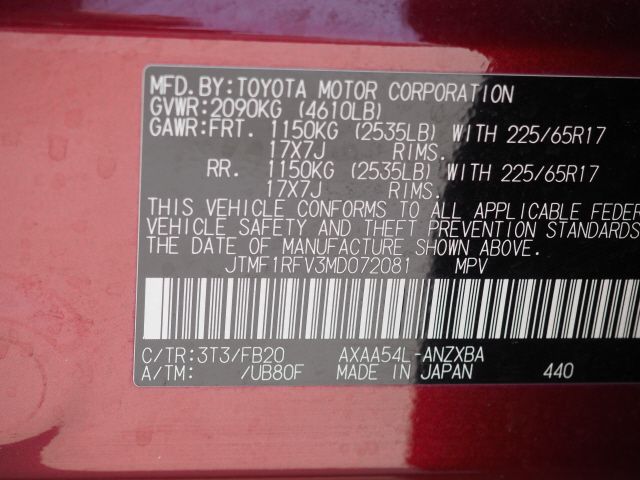 MFD.BY:TOYOTA MOTOR CORPORATION
GVWR:2090KG (4610LB)
GAWR:FRT. 1150KG (2535LB) WITH 225/65R17
17X7J RIMS.
RR. 1150KG (2535LB) WITH 225/65R17
17X7J RIMS.
THIS VEHICLE CONFORMS TO ALL APPLICABLE FEDER
VEHICLE SAFETY AND THEFT PREVENTION STANDARDS
THE DATE OF MANUFACTURE SHOWN ABOVE.
JTMF1RFV3MD072081 MPV
C/TR:3T3/FB20 AXAA54L-ANZXBA
A/TM: /UB80F MADE IN JAPAN 440